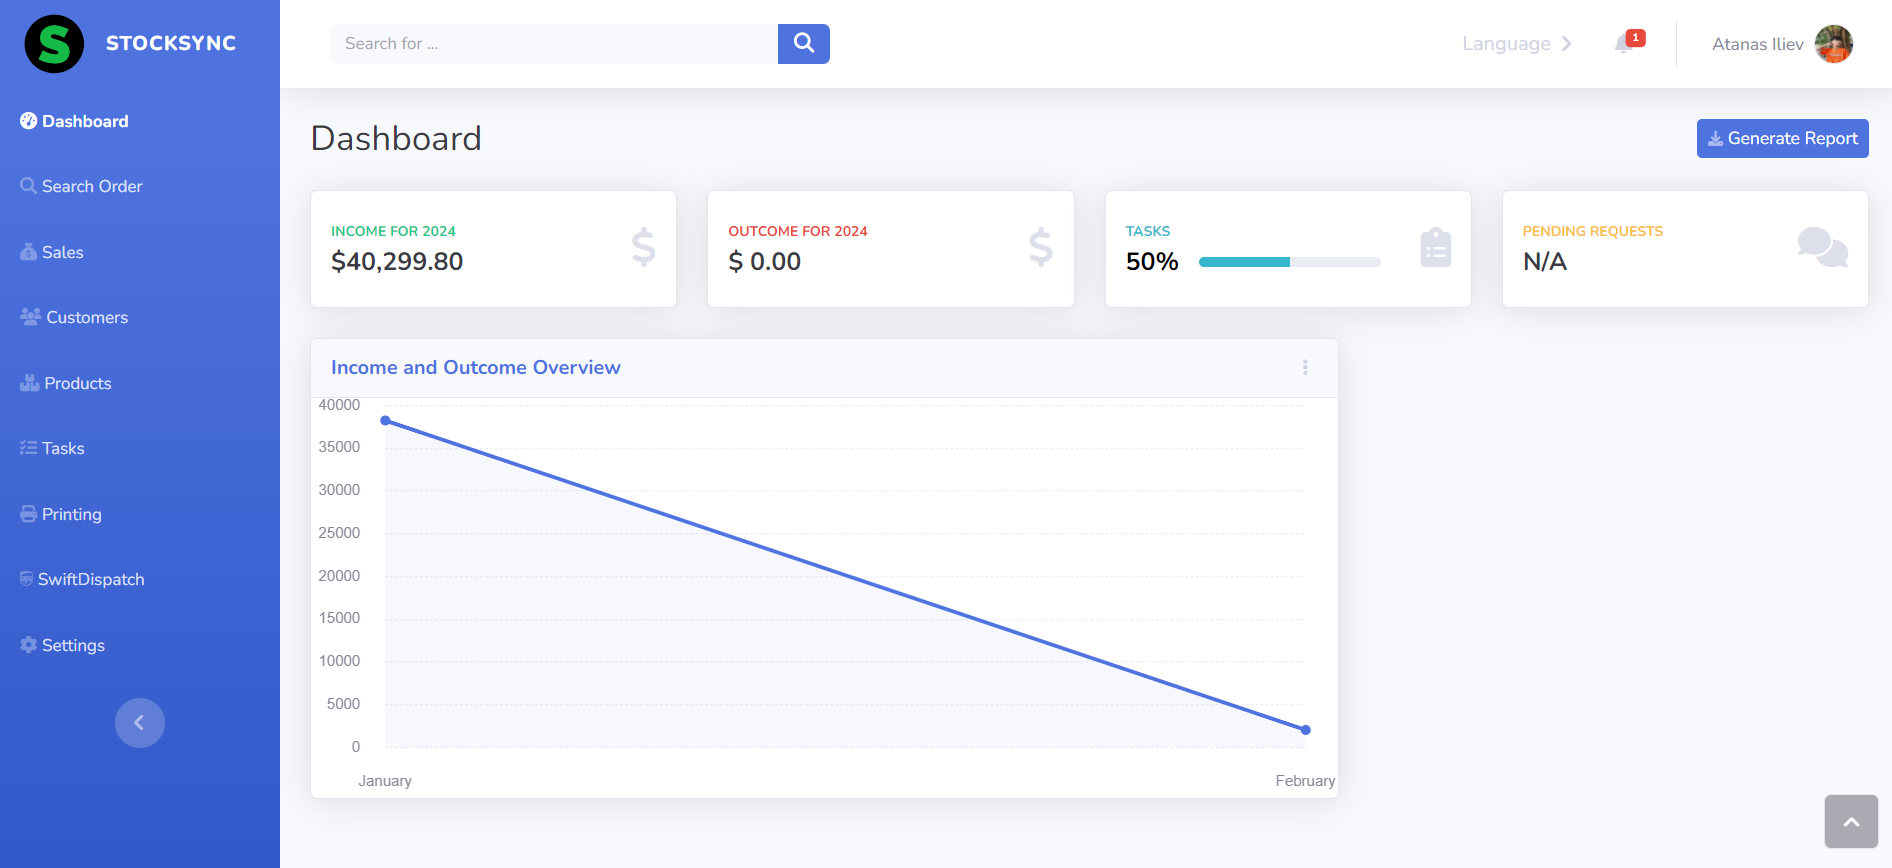 S
STOCKSYNC
Search for ...
Language
1
Atanas Iliev
Dashboard
Search Order
Sales
Customers
Products
Tasks
Printing
SwiftDispatch
Settings
Dashboard
Generate Report
INCOME FOR 2024
$40,299.80
OUTCOME FOR 2024
$ 0.00
TASKS
50%
PENDING REQUESTS
N/A
Income and Outcome Overview
40000
35000
30000
25000
20000
15000
10000
5000
0
January
February